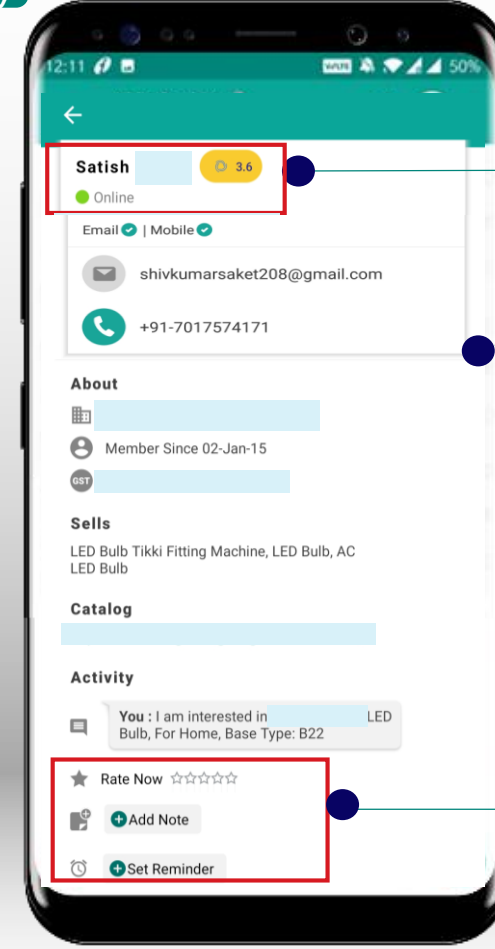 12:11 50%
Satish 3.6
Online
Email | Mobile
shivkumarsaket208@gmail.com
+91-7017574171
About
Member Since 02-Jan-15
GST
Sells
LED Bulb Tikki Fitting Machine, LED Bulb, AC
LED Bulb
Catalog
Activity
You : I am interested in LED
Bulb, For Home, Base Type: B22
Rate Now
Add Note
Set Reminder